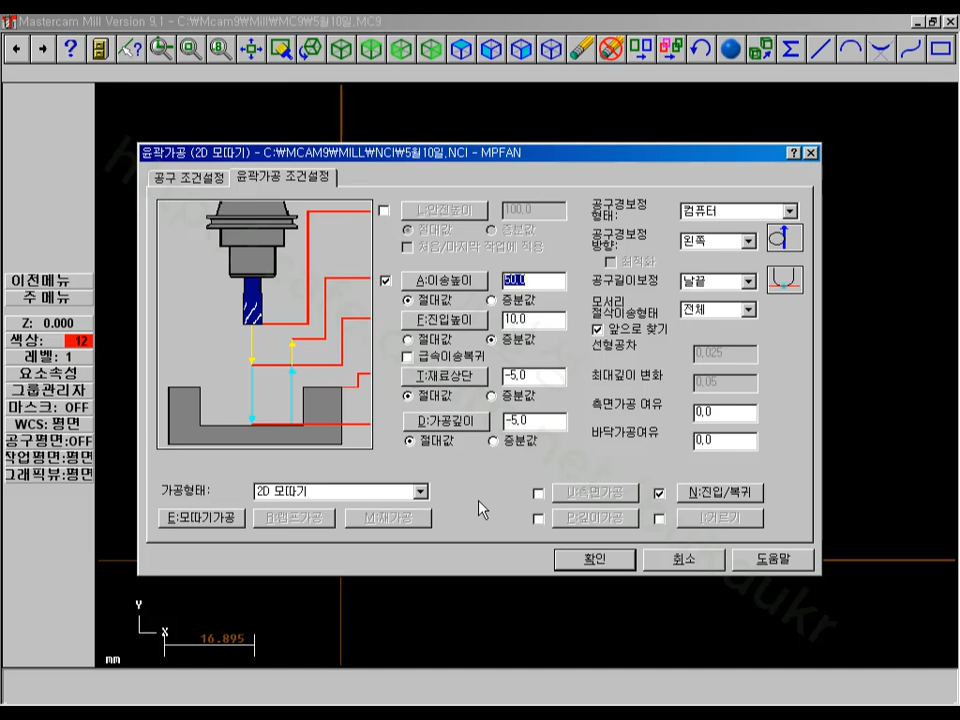 Mastercam Mill Version 9.1 - C:\Mcam9\Mill\MC9\5월10일.MC9
윤곽가공 (2D 모따기) - C:\MCAM9\MILL\NCI\5월10일.NCI - MPFAN
공구 조건설정
윤곽가공 조건설정
L:안전높이
100.0
절대값
증분값
처음/마지막 작업에 적용
A:이송높이
50.0
절대값
증분값
F:진입높이
10.0
절대값
증분값
급속이송복귀
T:재료상단
-5.0
절대값
증분값
D:가공깊이
-5.0
절대값
증분값
공구경보정
형태:
컴퓨터
공구경보정
방향:
왼쪽
최적화
공구길이보정
날끝
모서리
절삭이송형태
전체
앞으로 찾기
선형공차
0.025
최대깊이 변화
0.05
측면가공 여유
0.0
바닥가공여유
0.0
가공형태:
2D 모따기
U:측면가공
N:진입/복귀
E:모따기가공
R:램프가공
M:재가공
P:깊이가공
I:거르기
확인
취소
도움말
이전메뉴
주 메뉴
Z: 0.000
색상: 12
레벨: 1
요소속성
그룹관리자
마스크: OFF
WCS: 평면
공구평면:OFF
작업평면:평면
그래픽뷰:평면
Y
X
16.895
mm